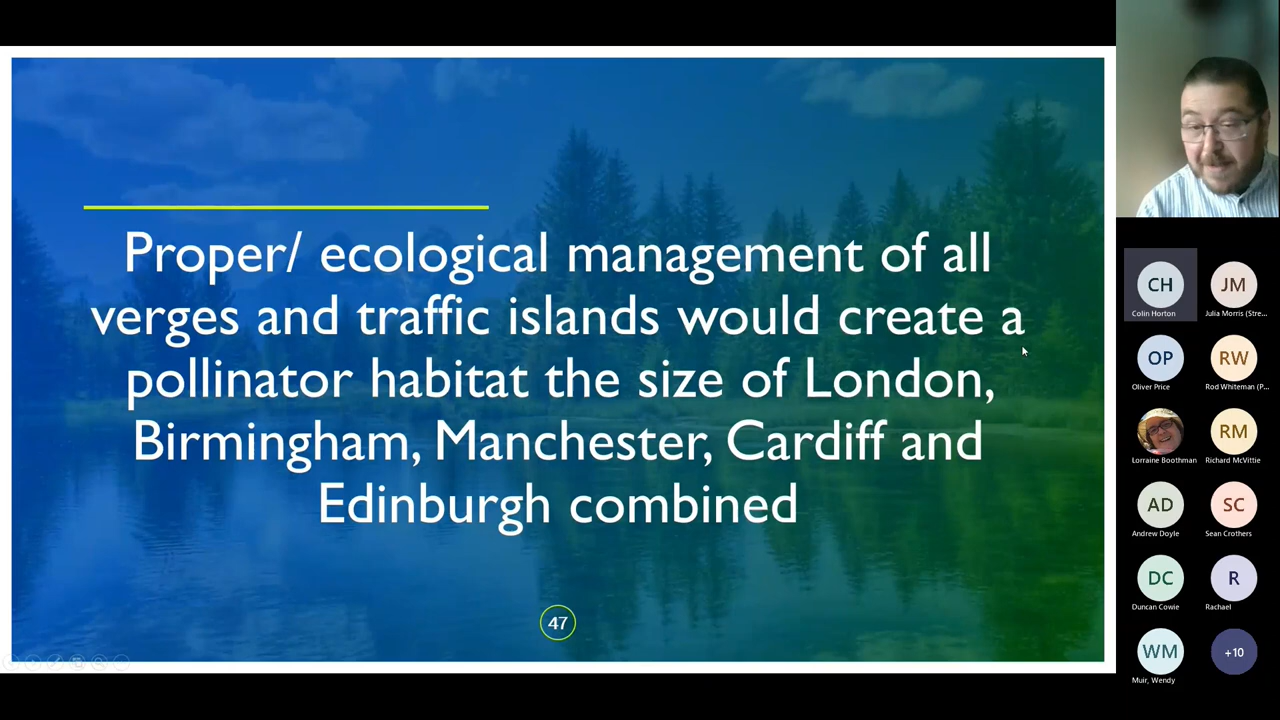 Proper/ ecological management of all
verges and traffic islands would create a
pollinator habitat the size of London,
Birmingham, Manchester, Cardiff and
Edinburgh combined
47
CH
Colin Horton
JM
Julia Morris (Stre...
OP
Oliver Price
RW
Rod Whiteman (P...
Lorraine Boothman
RM
Richard McVittie
AD
Andrew Doyle
SC
Sean Crothers
DC
Duncan Cowie
R
Rachael
WM
Muir, Wendy
+10